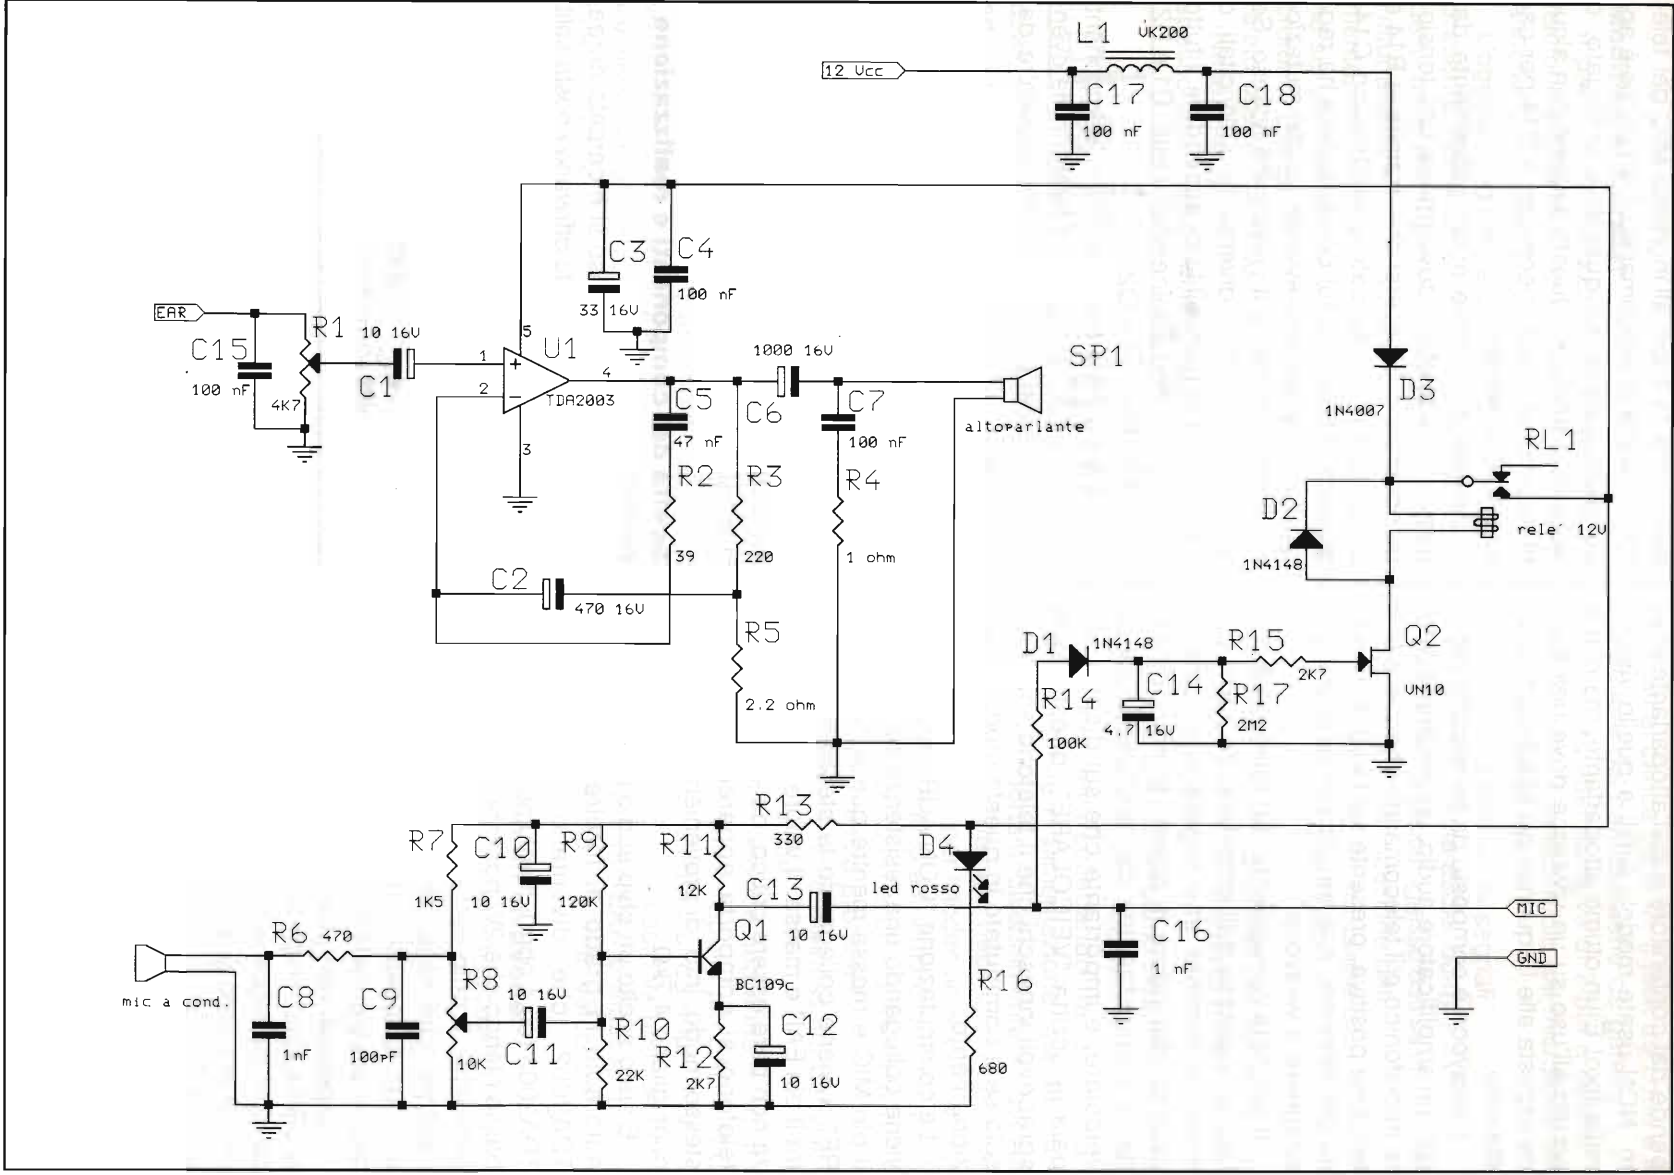 L1 VK200
12 Vcc
C17
100 nF
C18
100 nF
C3
33 16V
C4
100 nF
EAR
R1
4K7
C15
100 nF
10 16V
C1
1
2
5
U1
4
TDA2003
3
1000 16V
C6
C5
47 nF
C7
100 nF
SP1
altoparlante
R2
39
R3
220
R4
1 ohm
C2
470 16V
R5
2.2 ohm
D3
1N4007
RL1
rele' 12V
D2
1N4148
D1
1N4148
R15
2K7
Q2
VN10
R14
100K
C14
4.7 16V
R17
2M2
R13
330
R7
1K5
C10
10 16V
R9
120K
R11
12K
D4
led rosso
C13
10 16V
Q1
BC109c
MIC
C16
1 nF
GND
R6 470
mic a cond.
C8
1nF
C9
100pF
R8
10K
10 16V
C11
R10
22K
R12
2K7
C12
10 16V
R16
680